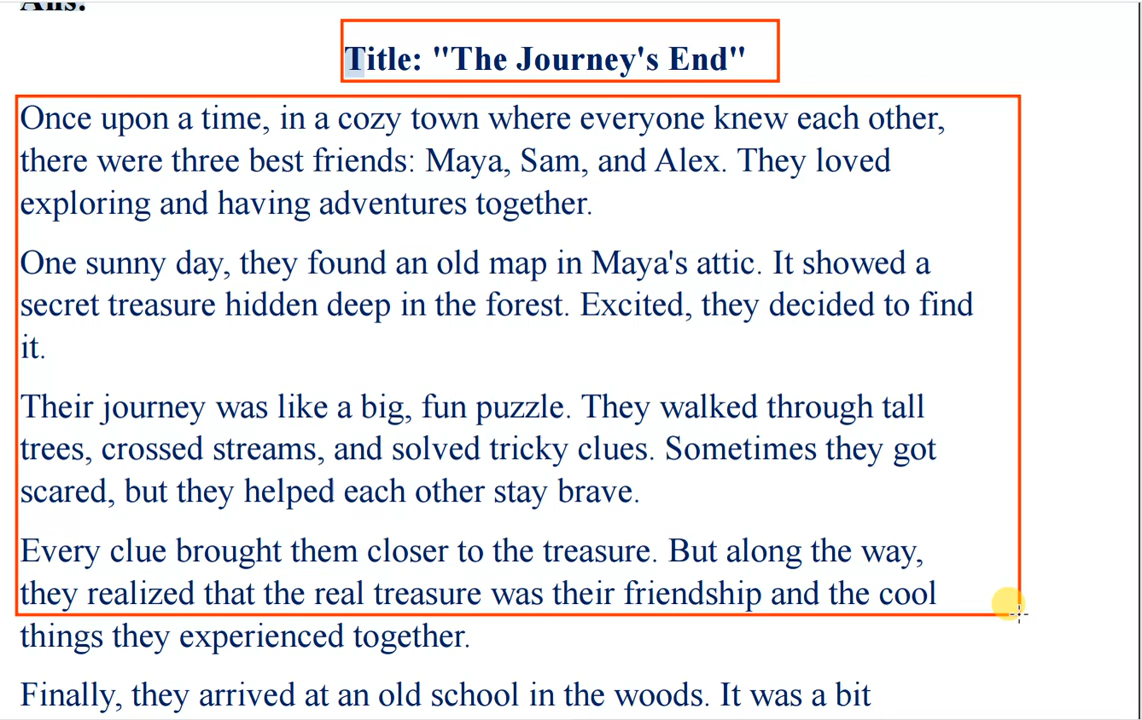 Ans:
Title: "The Journey's End"
Once upon a time, in a cozy town where everyone knew each other,
there were three best friends: Maya, Sam, and Alex. They loved
exploring and having adventures together.
One sunny day, they found an old map in Maya's attic. It showed a
secret treasure hidden deep in the forest. Excited, they decided to find
it.
Their journey was like a big, fun puzzle. They walked through tall
trees, crossed streams, and solved tricky clues. Sometimes they got
scared, but they helped each other stay brave.
Every clue brought them closer to the treasure. But along the way,
they realized that the real treasure was their friendship and the cool
things they experienced together.
Finally, they arrived at an old school in the woods. It was a bit